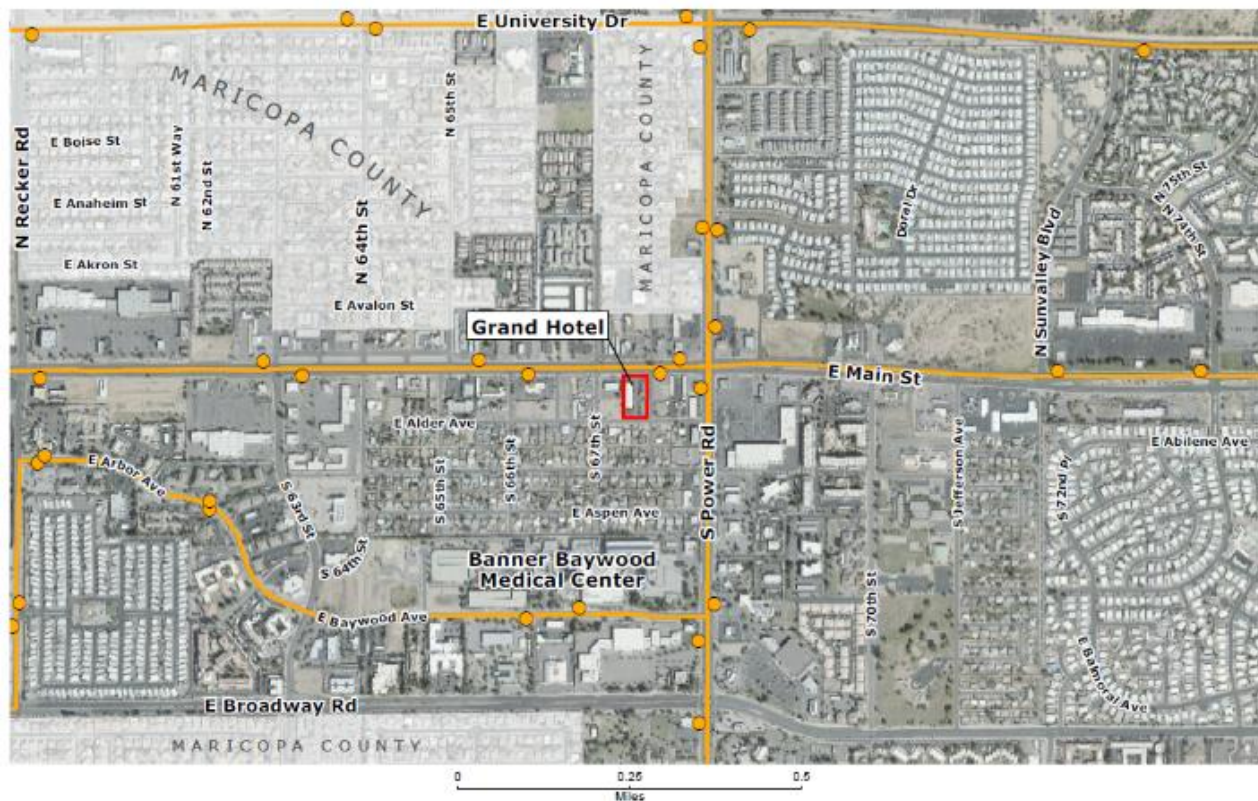 E University Dr
MARICOPA COUNTY
MARICOPA COUNTY
N 65th St
N Recker Rd
E Boise St
N 61st Way
N 62nd St
E Anaheim St
N 64th St
E Akron St
E Avalon St
Doral Dr
N 75th St
N 74th St
N Sunvalley Blvd
Grand Hotel
E Main St
E Alder Ave
S 67th St
S 66th St
S 65th St
E Aspen Ave
S Power Rd
S Jefferson Ave
S 72nd Pl
E Abilene Ave
E Arbor Ave
S 63rd St
S 64th St
Banner Baywood
Medical Center
E Baywood Ave
S 70th St
E Balmoral Ave
E Broadway Rd
MARICOPA COUNTY
0 0.25 0.5
Miles